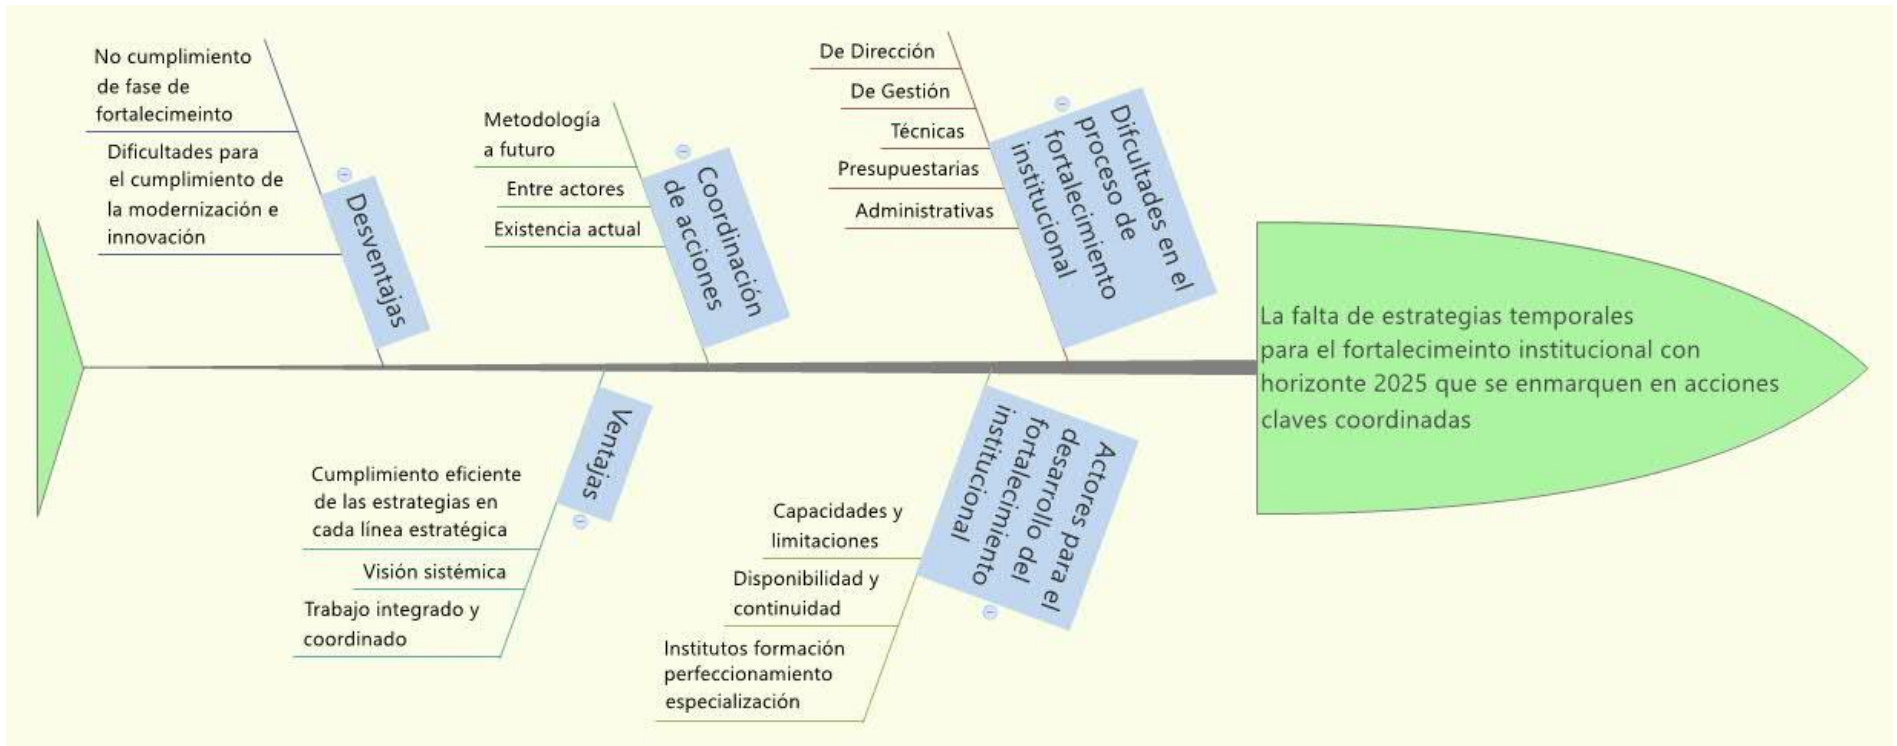 No cumplimiento
de fase de
fortalecimeinto
Dificultades para
el cumplimiento de
la modernización e
innovación
Desventajas
Metodología
a futuro
Entre actores
Existencia actual
Coordinación
de acciones
De Dirección
De Gestión
Técnicas
Presupuestarias
Administrativas
Difcultades en el
proceso de
fortalecimiento
institucional
Cumplimiento eficiente
de las estrategias en
cada línea estratégica
Visión sistémica
Trabajo integrado y
coordinado
Ventajas
Capacidades y
limitaciones
Disponibilidad y
continuidad
Institutos formación
perfeccionamiento
especialización
Actores para el
desarrollo del
fortalecimiento
institucional
La falta de estrategias temporales
para el fortalecimeinto institucional con
horizonte 2025 que se enmarquen en acciones
claves coordinadas